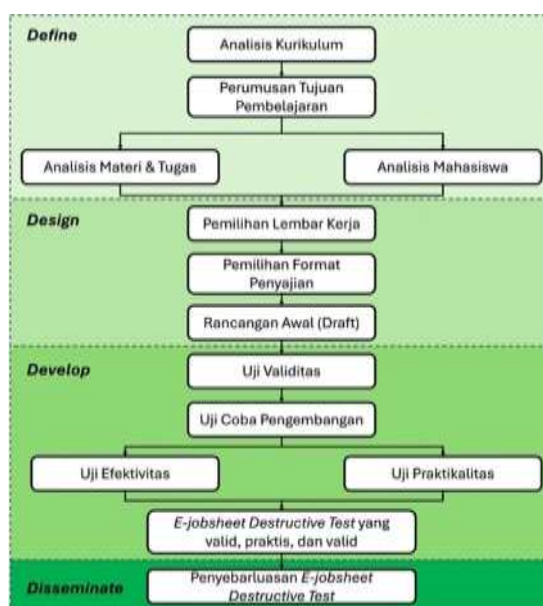 Define
Analisis Kurikulum
Perumusan Tujuan
Pembelajaran
Analisis Materi & Tugas
Analisis Mahasiswa
Design
Pemilihan Lembar Kerja
Pemilihan Format
Penyajian
Rancangan Awal (Draft)
Develop
Uji Validitas
Uji Coba Pengembangan
Uji Efektivitas
Uji Praktikalitas
E-jobsheet Destructive Test yang
valid, praktis, dan valid
Disseminate
Penyebarluasan E-jobsheet
Destructive Test